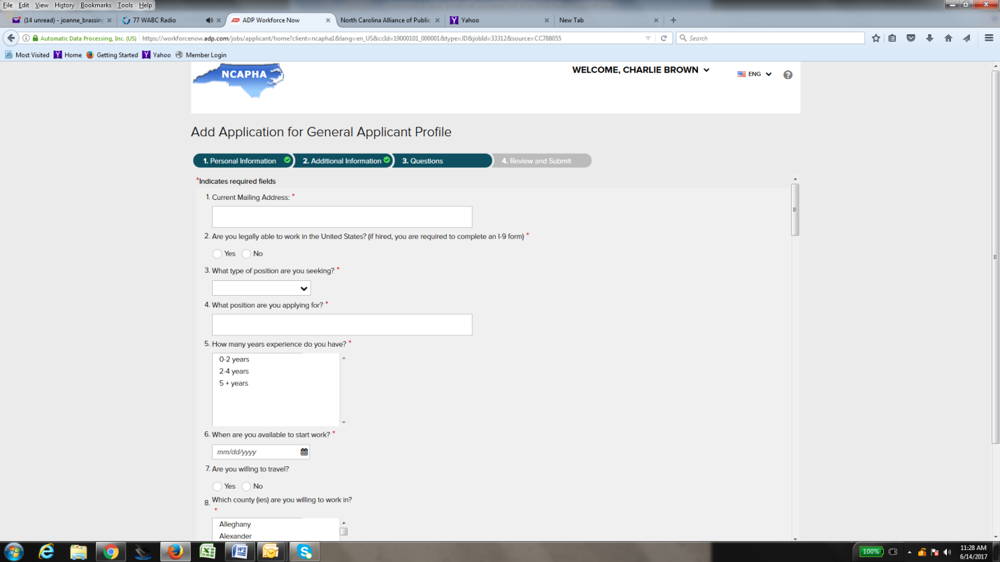 File Edit View History Bookmarks Tools Help
(14 unread) - joanne_brassin 77 WABC Radio ADP Workforce Now North Carolina Alliance of Public Yahoo New Tab
Automatic Data Processing, Inc. (US) https://workforcenow.adp.com/jobs/applicant/home?client=ncapha1&lang=en_US&ccId=19000101_000001&type=JD&jobId=33312&source=CC788055 Search
Most Visited Home Getting Started Yahoo Member Login
NCAPHA
WELCOME, CHARLIE BROWN ENG ?
Add Application for General Applicant Profile
1. Personal Information 2. Additional Information 3. Questions 4. Review and Submit
*Indicates required fields
1. Current Mailing Address: *
2. Are you legally able to work in the United States? (if hired, you are required to complete an I-9 form) *
Yes No
3. What type of position are you seeking? *
4. What position are you applying for? *
5. How many years experience do you have? *
0-2 years
2-4 years
5 + years
6. When are you available to start work? *
mm/dd/yyyy
7. Are you willing to travel?
Yes No
8. Which county (ies) are you willing to work in?
*
Alleghany
Alexander
100% 11:28 AM
6/14/2017